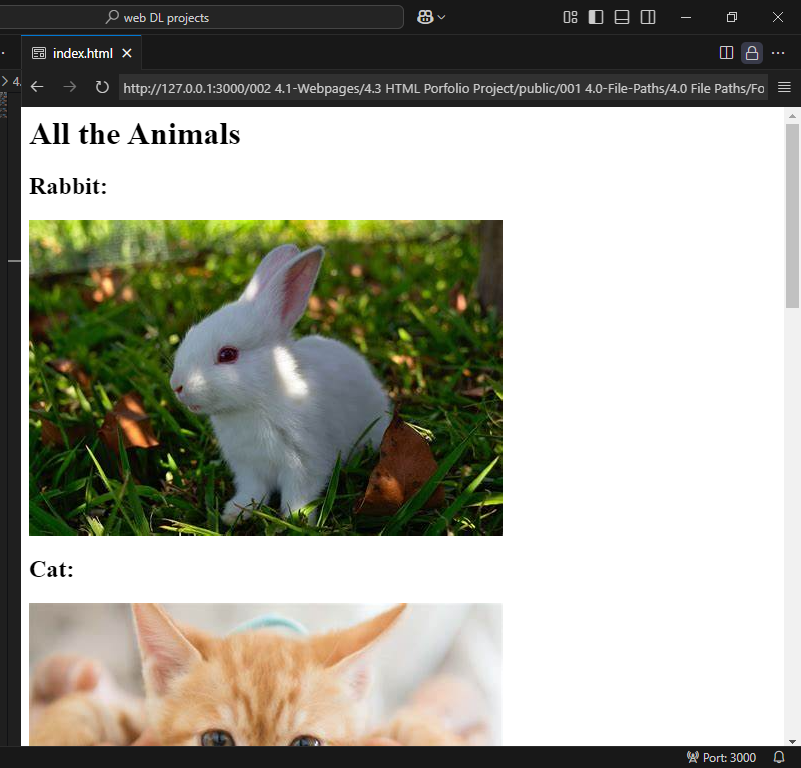 web DL projects
index.html
4.
http://127.0.0.1:3000/002 4.1-Webpages/4.3 HTML Porfolio Project/public/001 4.0-File-Paths/4.0 File Paths/Fo
All the Animals
Rabbit:
Cat:
Port: 3000